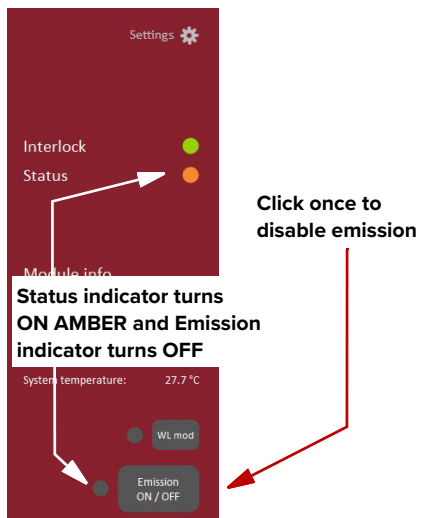 Settings
Interlock
Status
Click once to
disable emission
Module info
Status indicator turns
ON AMBER and Emission
indicator turns OFF
System temperature: 27.7 °C
WL mod
Emission
ON / OFF